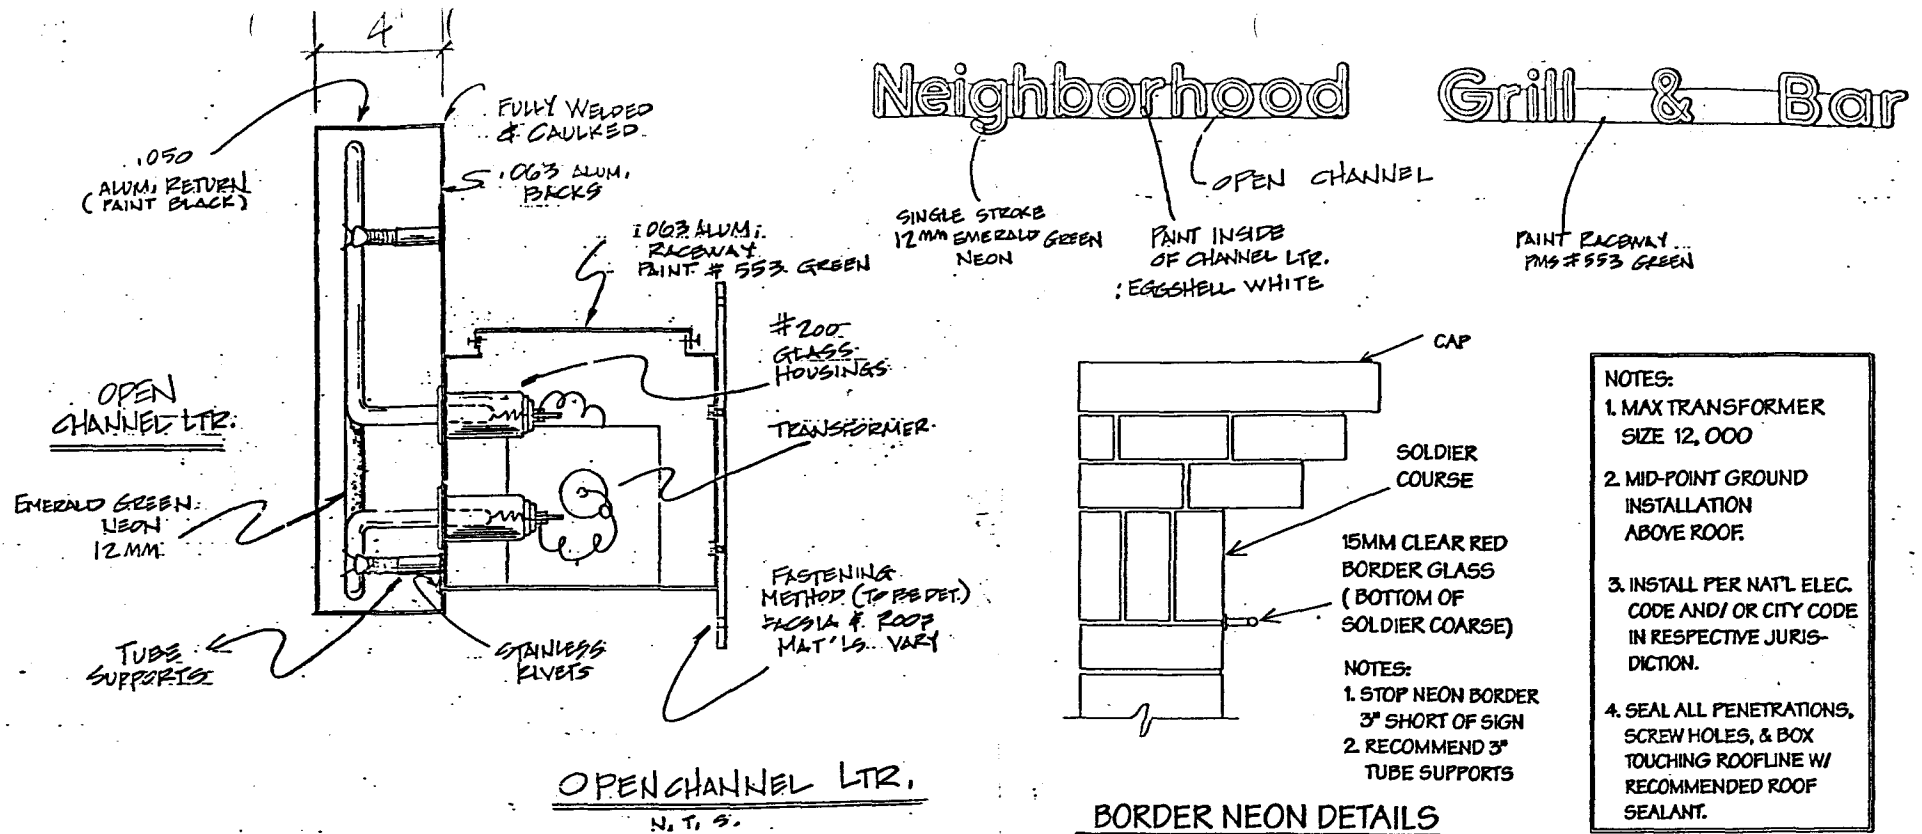 4"
.050
ALUM. RETURN
(PAINT BLACK)
FULLY WELDED
& CAULKED
.063 ALUM.
BACKS
.063 ALUM.
RACEWAY
PAINT # 553 GREEN
#200
GLASS
HOUSINGS
TRANSFORMER
OPEN
CHANNEL LTR.
EMERALD GREEN
NEON
12MM
TUBE
SUPPORTS
STAINLESS
RIVETS
FASTENING
METHOD (TO BE DET.)
FACSIA & ROOF
MAT'LS VARY
OPEN CHANNEL LTR.
N.T.S.
Neighborhood
Grill & Bar
SINGLE STROKE
12MM EMERALD GREEN
NEON
PAINT INSIDE
OF CHANNEL LTR.
: EGGSHELL WHITE
OPEN CHANNEL
PAINT RACEWAY
PMS #553 GREEN
CAP
SOLDIER
COURSE
15MM CLEAR RED
BORDER GLASS
( BOTTOM OF
SOLDIER COARSE)
NOTES:
1. STOP NEON BORDER
3" SHORT OF SIGN
2. RECOMMEND 3"
TUBE SUPPORTS
BORDER NEON DETAILS
NOTES:
1. MAX TRANSFORMER
SIZE 12,000
2. MID-POINT GROUND
INSTALLATION
ABOVE ROOF.
3. INSTALL PER NAT'L ELEC.
CODE AND/ OR CITY CODE
IN RESPECTIVE JURIS-
DICTION.
4. SEAL ALL PENETRATIONS,
SCREW HOLES, & BOX
TOUCHING ROOFLINE W/
RECOMMENDED ROOF
SEALANT.